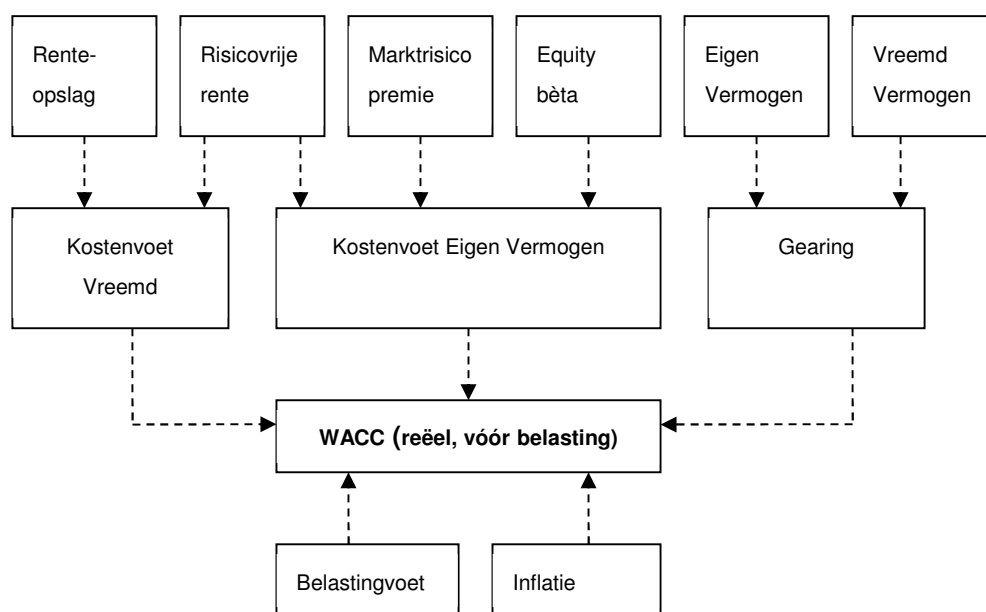 Rente-
opslag
Risicovrije
rente
Marktrisico
premie
Equity
bèta
Eigen
Vermogen
Vreemd
Vermogen
Kostenvoet
Vreemd
Kostenvoet Eigen Vermogen
Gearing
WACC (reëel, vóór belasting)
Belastingvoet
Inflatie